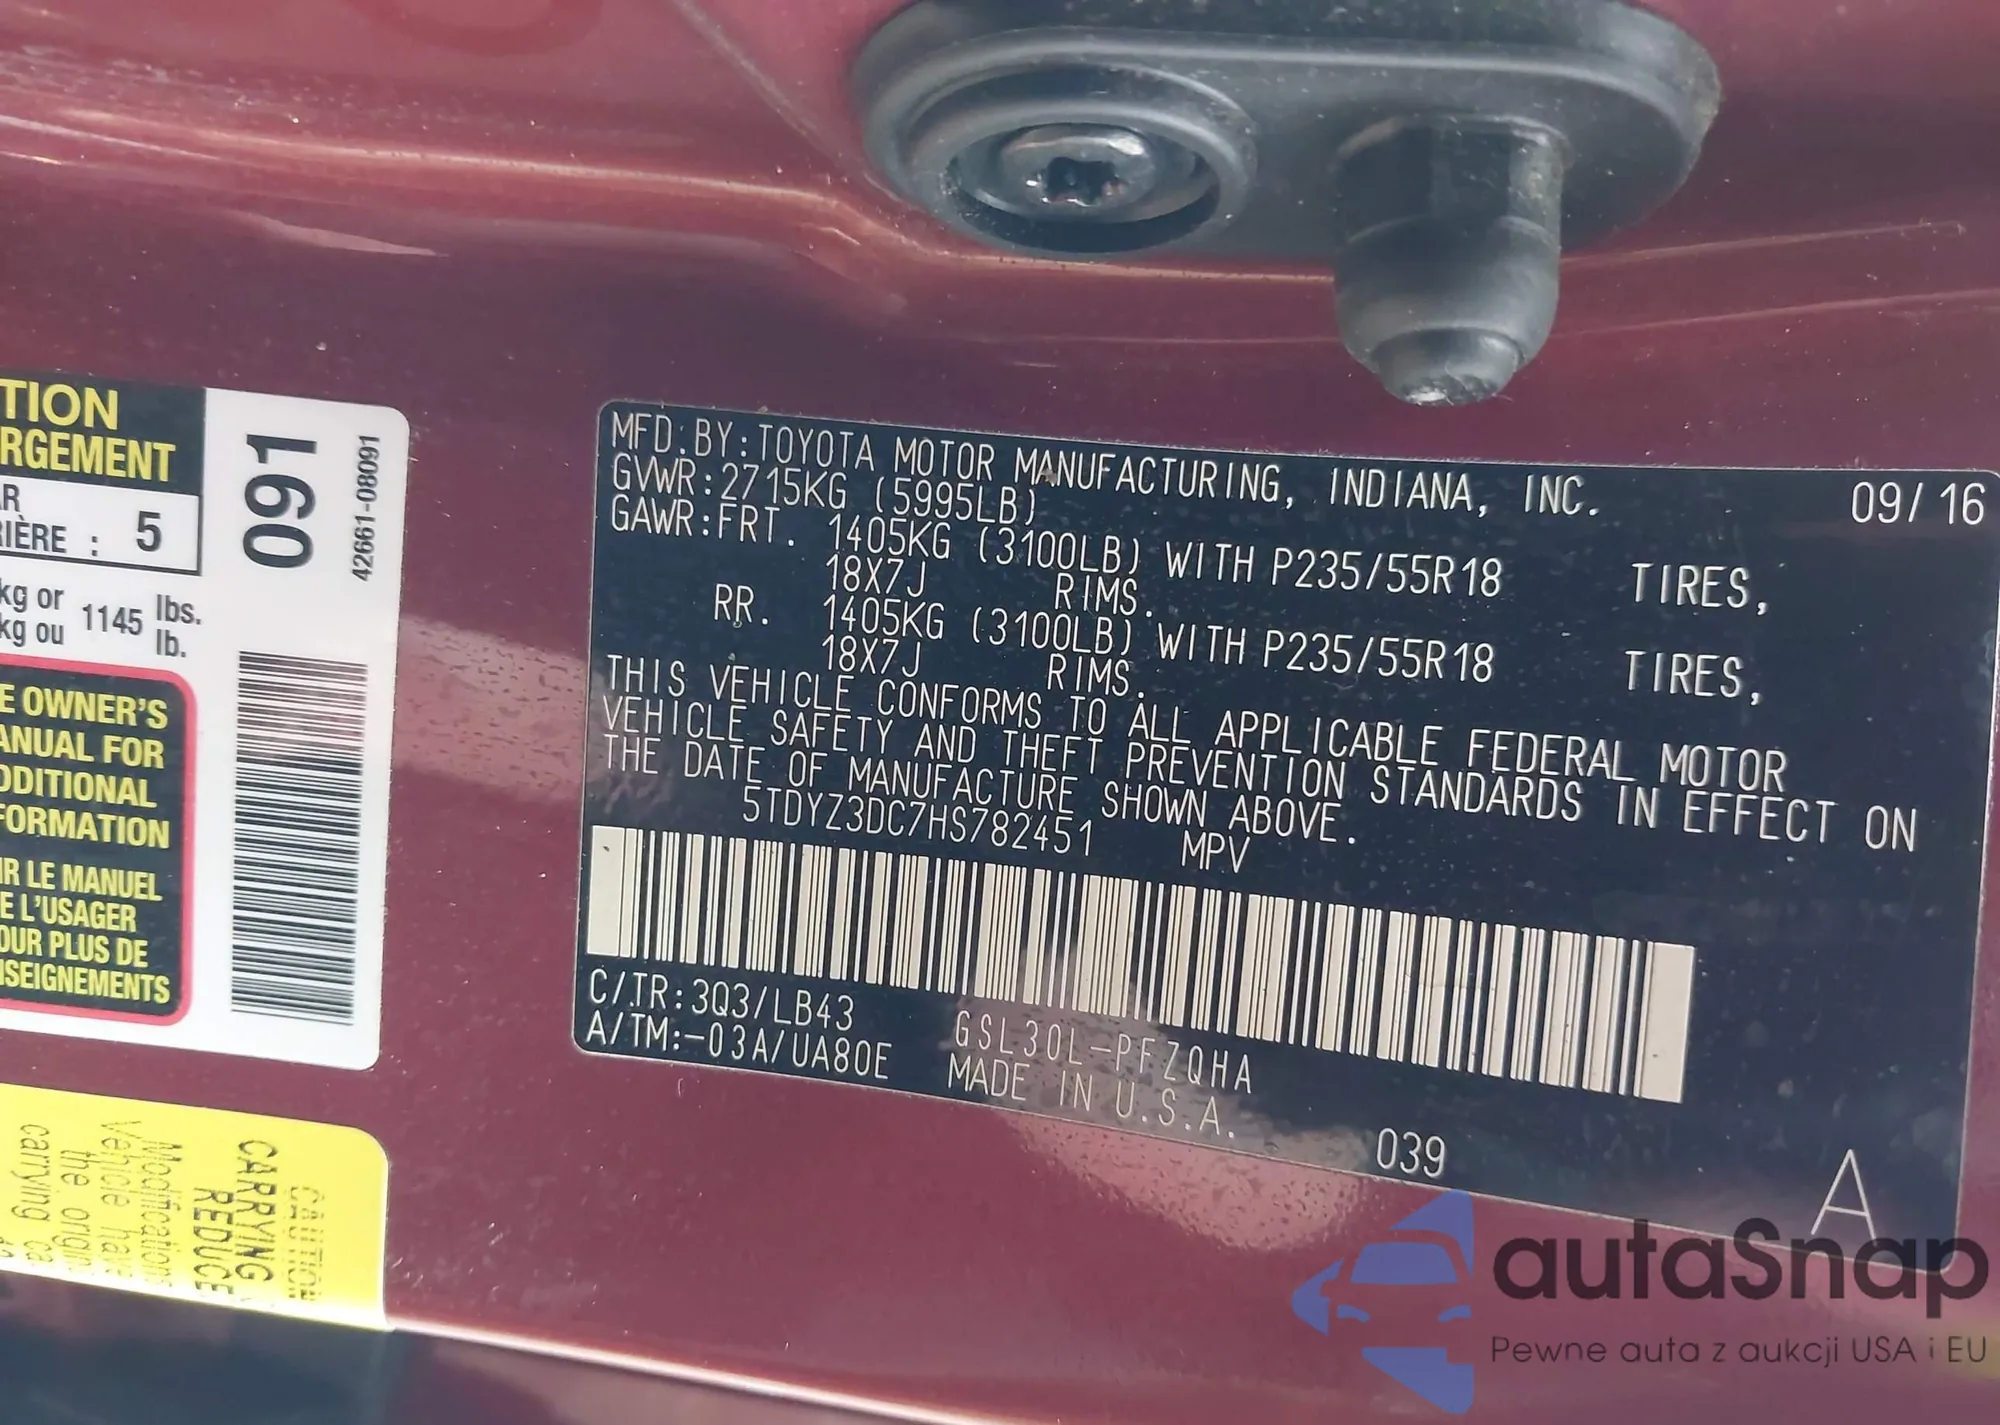 TION
RGEMENT
AR
RIÈRE : 5
kg or 1145 lbs.
kg ou lb.
E OWNER'S
ANUAL FOR
DDITIONAL
FORMATION
IR LE MANUEL
E L'USAGER
OUR PLUS DE
NSEIGNEMENTS
091
42661-08091
CAUTION
REDUCE
CARRYING
Modification
Vehicle have
the origin
carrying ca
MFD.BY:TOYOTA MOTOR MANUFACTURING, INDIANA, INC. 09/16
GVWR:2715KG (5995LB)
GAWR:FRT. 1405KG (3100LB) WITH P235/55R18 TIRES,
18X7J RIMS.
RR. 1405KG (3100LB) WITH P235/55R18 TIRES,
18X7J RIMS.
THIS VEHICLE CONFORMS TO ALL APPLICABLE FEDERAL MOTOR
VEHICLE SAFETY AND THEFT PREVENTION STANDARDS IN EFFECT ON
THE DATE OF MANUFACTURE SHOWN ABOVE.
5TDYZ3DC7HS782451 MPV
C/TR:3Q3/LB43
A/TM:-03A/UA80E
GSL30L-PFZQHA
MADE IN U.S.A.
039
A
autaSnap
Pewne auta z aukcji USA i EU